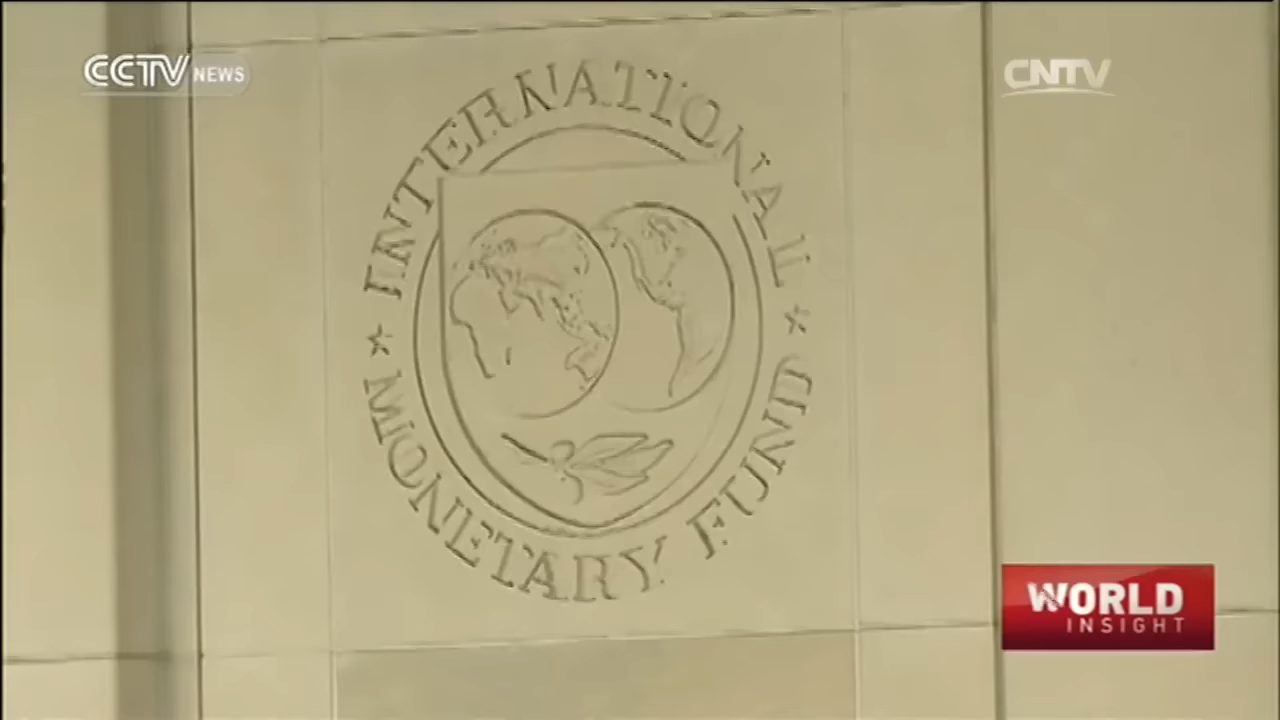 CCTV NEWS
CNTV
INTERNATIONAL
MONETARY FUND
WORLD
INSIGHT